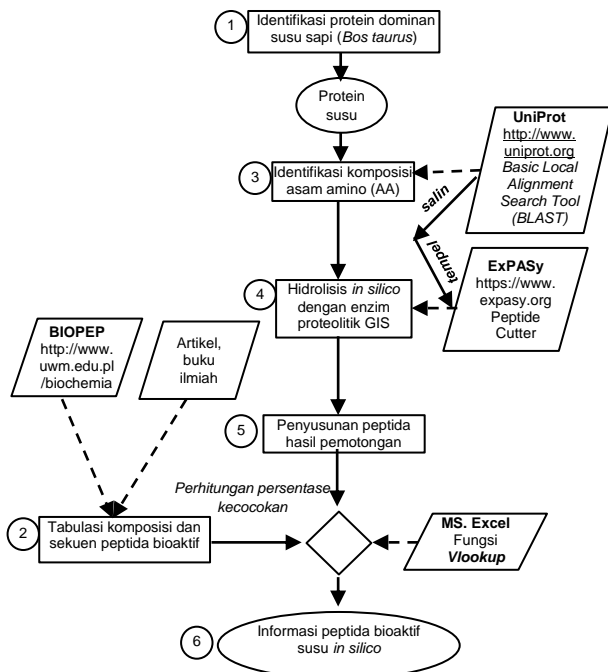 1
Identifikasi protein dominan
susu sapi (Bos taurus)
Protein
susu
3
Identifikasi komposisi
asam amino (AA)
UniProt
http://www.
uniprot.org
Basic Local
Alignment
Search Tool
(BLAST)
salin
tempel
4
Hidrolisis in silico
dengan enzim
proteolitik GIS
ExPASy
https://www.
expasy.org
Peptide
Cutter
BIOPEP
http://www.
uwm.edu.pl
/biochemia
Artikel,
buku
ilmiah
5
Penyusunan peptida
hasil pemotongan
Perhitungan persentase
kecocokan
2
Tabulasi komposisi dan
sekuen peptida bioaktif
MS. Excel
Fungsi
Vlookup
6
Informasi peptida bioaktif
susu in silico